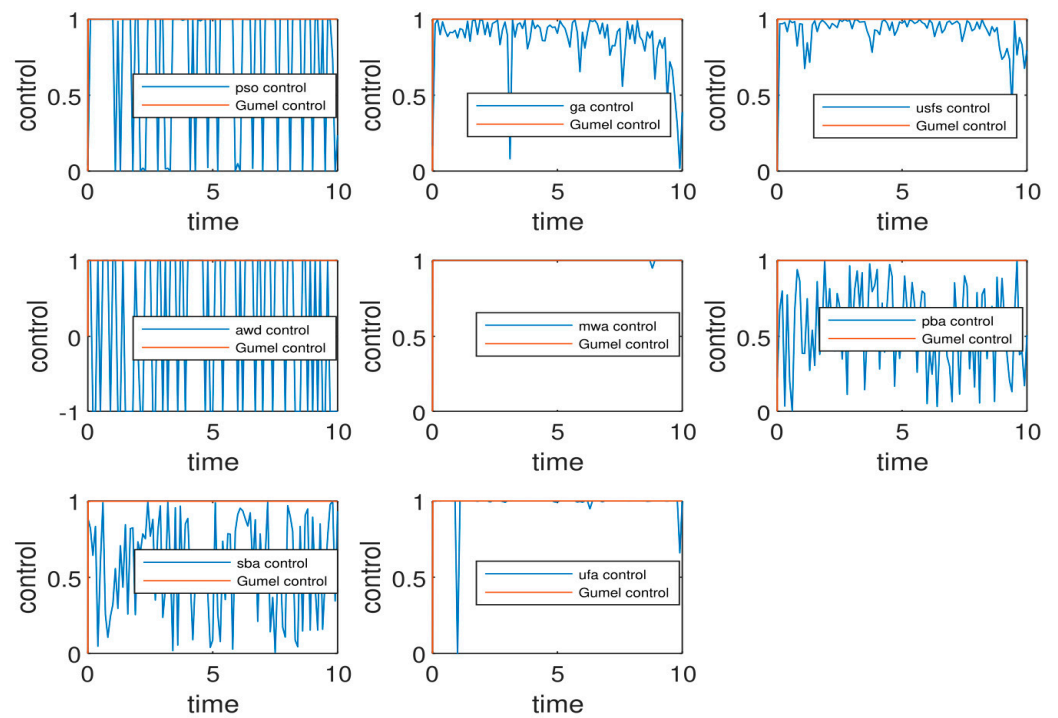 control
1
0.5
0
pso control
Gumel control
0 5 10
time
control
1
0.5
0
ga control
Gumel control
0 5 10
time
control
1
0.5
0
usfs control
Gumel control
0 5 10
time
control
1
0
-1
awd control
Gumel control
0 5 10
time
control
1
0.5
0
mwa control
Gumel control
0 5 10
time
control
1
0.5
0
pba control
Gumel control
0 5 10
time
control
1
0.5
0
sba control
Gumel control
0 5 10
time
control
1
0.5
0
ufa control
Gumel control
0 5 10
time